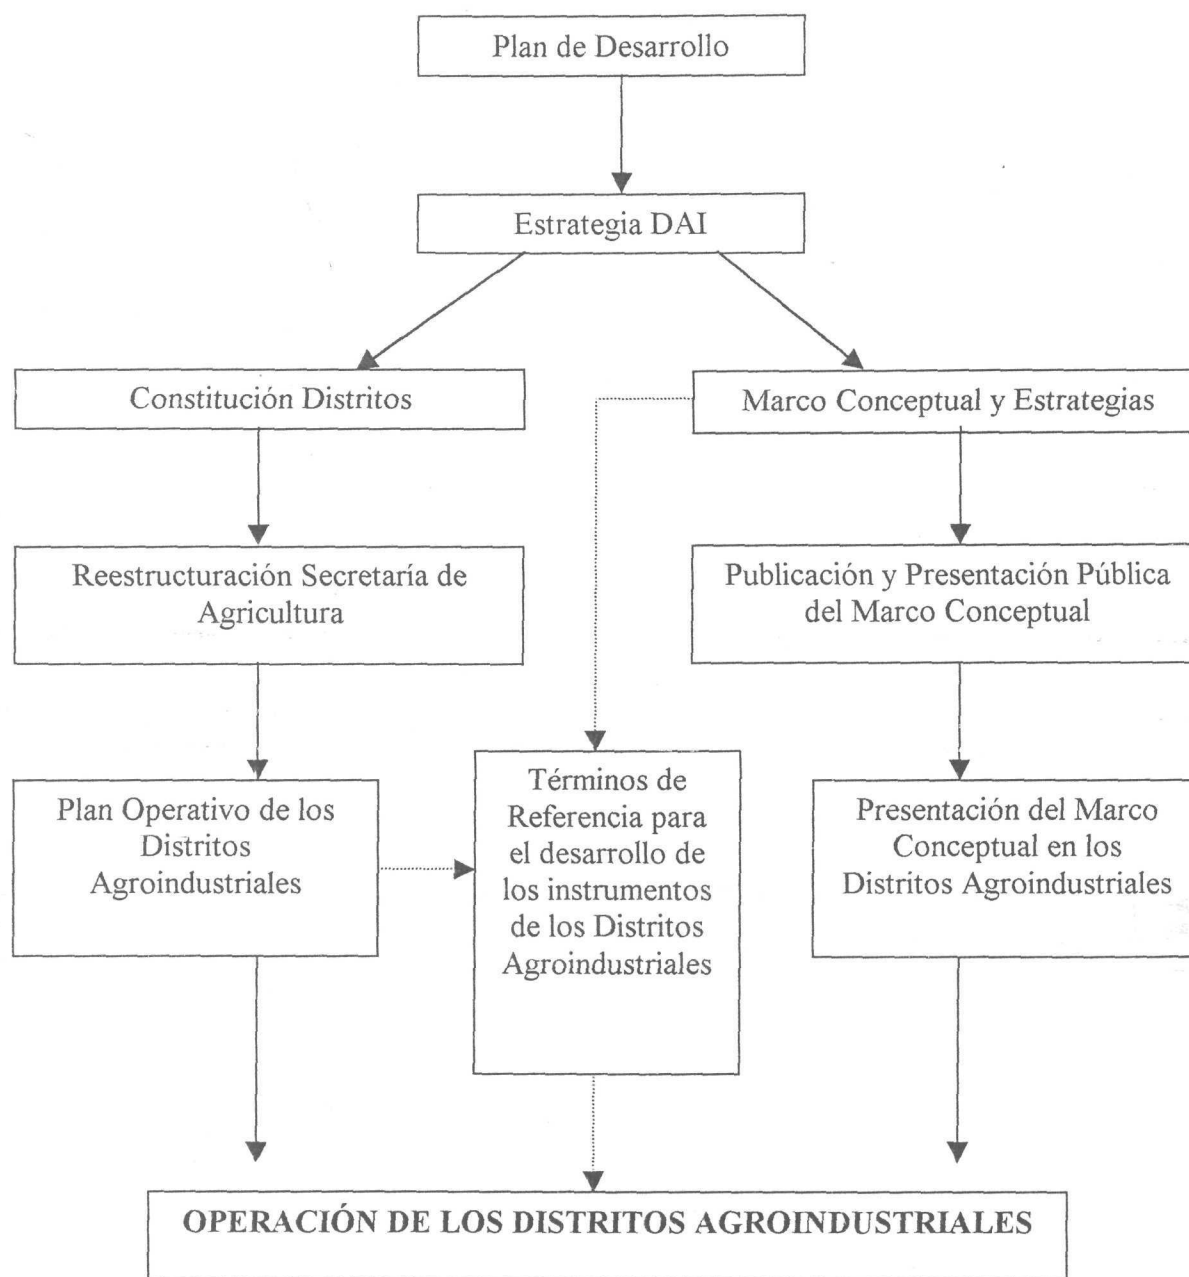 Plan de Desarrollo
Estrategia DAI
Constitución Distritos
Marco Conceptual y Estrategias
Reestructuración Secretaría de
Agricultura
Publicación y Presentación Pública
del Marco Conceptual
Plan Operativo de los
Distritos
Agroindustriales
Términos de
Referencia para
el desarrollo de
los instrumentos
de los Distritos
Agroindustriales
Presentación del Marco
Conceptual en los
Distritos Agroindustriales
OPERACIÓN DE LOS DISTRITOS AGROINDUSTRIALES